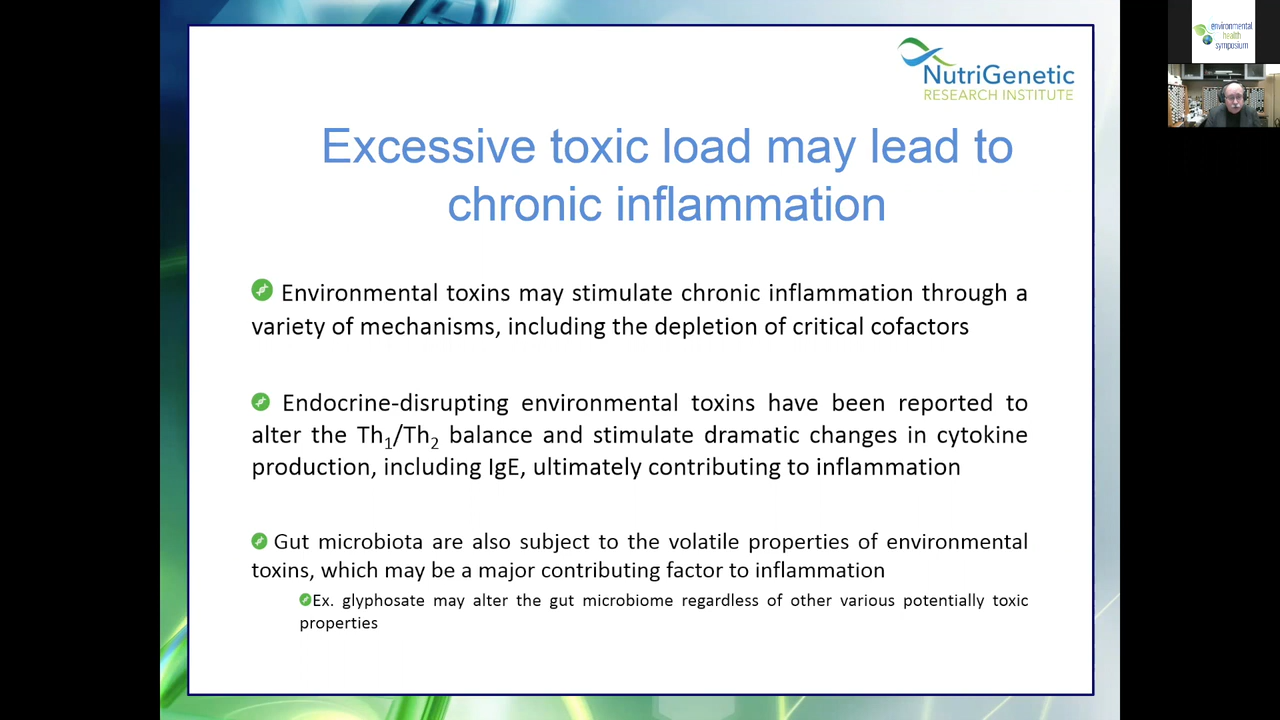 NutriGenetic
RESEARCH INSTITUTE
environmental
health
symposium
Excessive toxic load may lead to
chronic inflammation
Environmental toxins may stimulate chronic inflammation through a
variety of mechanisms, including the depletion of critical cofactors
Endocrine-disrupting environmental toxins have been reported to
alter the Th1/Th2 balance and stimulate dramatic changes in cytokine
production, including IgE, ultimately contributing to inflammation
Gut microbiota are also subject to the volatile properties of environmental
toxins, which may be a major contributing factor to inflammation
Ex. glyphosate may alter the gut microbiome regardless of other various potentially toxic
properties